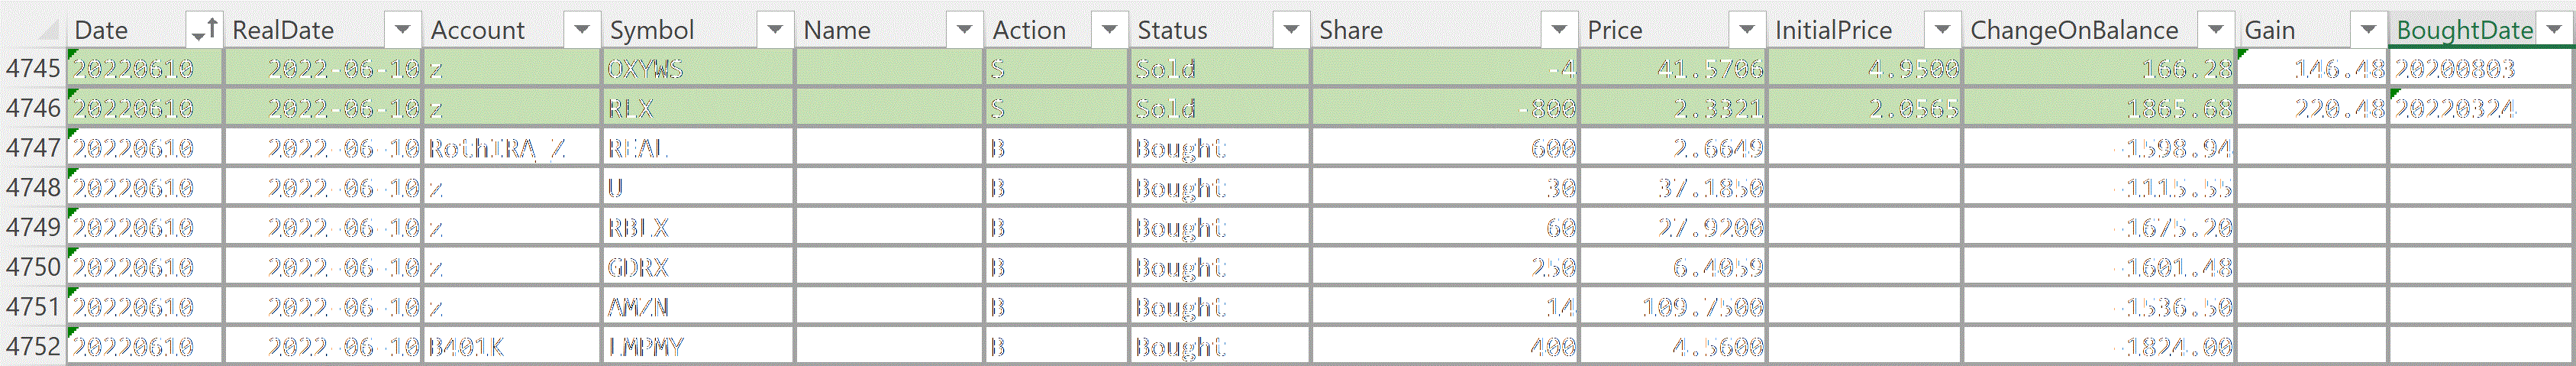 Date RealDate Account Symbol Name Action Status Share Price InitialPrice ChangeOnBalance Gain BoughtDate
4745 20220610 2022-06-10 z OXYWS S Sold -4 41.5706 4.9500 166.28 146.48 20200803
4746 20220610 2022-06-10 z RLX S Sold -800 2.3321 2.0565 1865.68 220.48 20220324
4747 20220610 2022-06-10 RothIRA_Z REAL B Bought 600 2.6649 -1598.94
4748 20220610 2022-06-10 z U B Bought 30 37.1850 -1115.55
4749 20220610 2022-06-10 z RBLX B Bought 60 27.9200 -1675.20
4750 20220610 2022-06-10 z GDRX B Bought 250 6.4059 -1601.48
4751 20220610 2022-06-10 z AMZN B Bought 14 109.7500 -1536.50
4752 20220610 2022-06-10 B401K LMPMY B Bought 400 4.5600 -1824.00